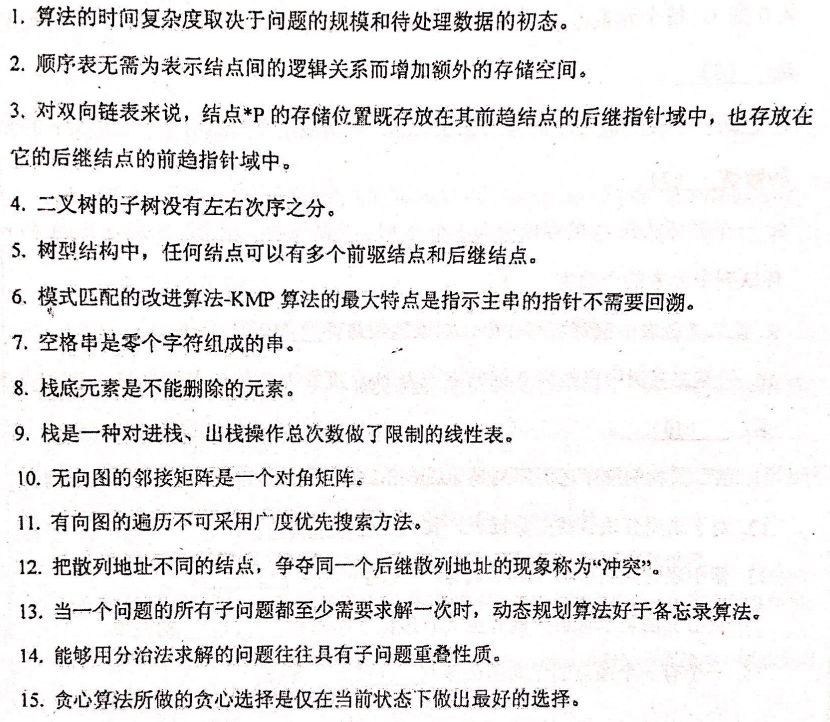 1. 算法的时间复杂度取决于问题的规模和待处理数据的初态。
2. 顺序表无需为表示结点间的逻辑关系而增加额外的存储空间。
3. 对双向链表来说，结点*P 的存储位置既存放在其前趋结点的后继指针域中，也存放在
它的后继结点的前趋指针域中。
4. 二叉树的子树没有左右次序之分。
5. 树型结构中，任何结点可以有多个前驱结点和后继结点。
6. 模式匹配的改进算法-KMP 算法的最大特点是指示主串的指针不需要回溯。
7. 空格串是零个字符组成的串。
8. 栈底元素是不能删除的元素。
9. 栈是一种对进栈、出栈操作总次数做了限制的线性表。
10. 无向图的邻接矩阵是一个对角矩阵。
11. 有向图的遍历不可采用广度优先搜索方法。
12. 把散列地址不同的结点，争夺同一个后继散列地址的现象称为“冲突”。
13. 当一个问题的所有子问题都至少需要求解一次时，动态规划算法好于备忘录算法。
14. 能够用分治法求解的问题往往具有子问题重叠性质。
15. 贪心算法所做的贪心选择是仅在当前状态下做出最好的选择。